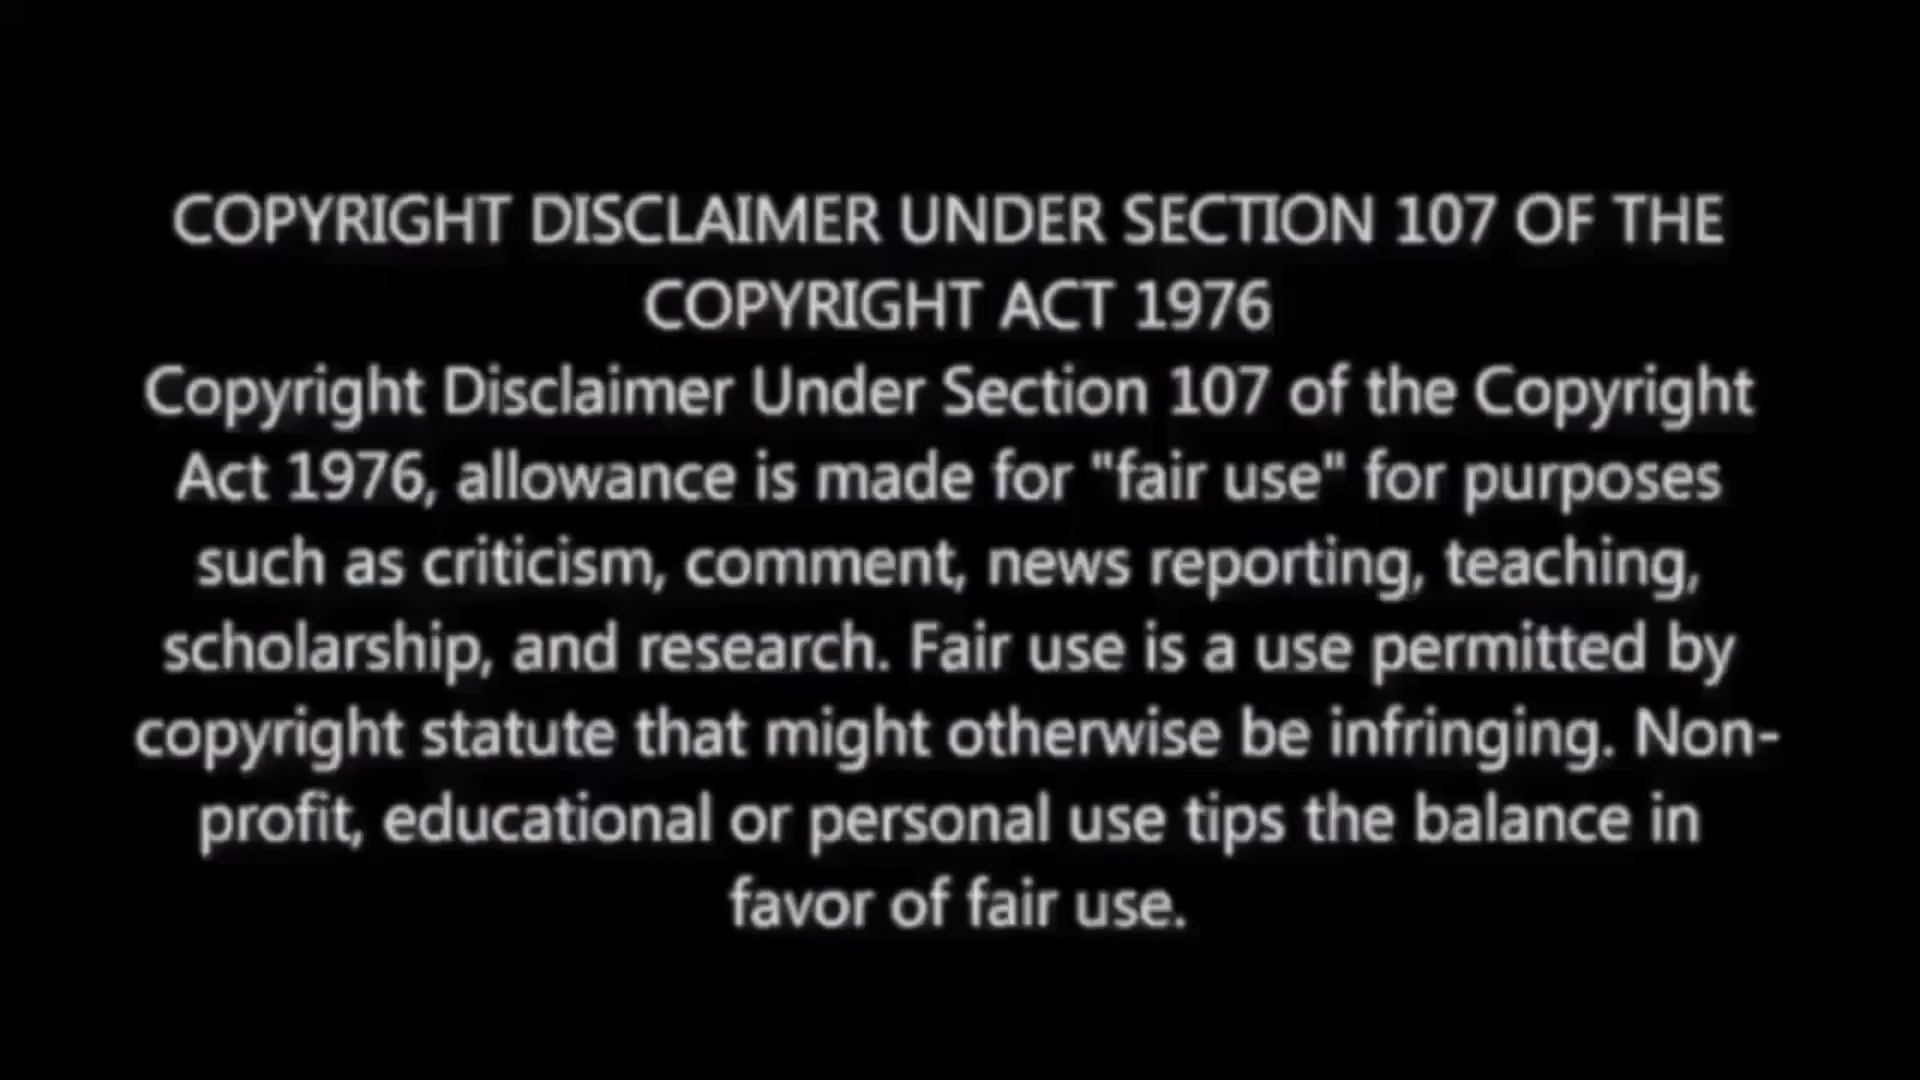 COPYRIGHT DISCLAIMER UNDER SECTION 107 OF THE
COPYRIGHT ACT 1976
Copyright Disclaimer Under Section 107 of the Copyright
Act 1976, allowance is made for "fair use" for purposes
such as criticism, comment, news reporting, teaching,
scholarship, and research. Fair use is a use permitted by
copyright statute that might otherwise be infringing. Non-
profit, educational or personal use tips the balance in
favor of fair use.